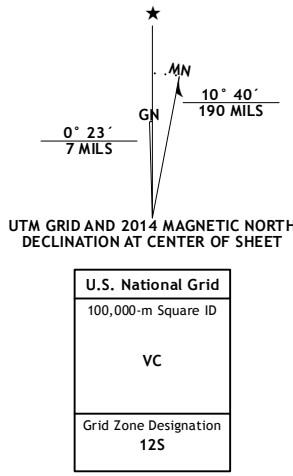 ★
MN
GN
10° 40´
190 MILS
0° 23´
7 MILS
UTM GRID AND 2014 MAGNETIC NORTH
DECLINATION AT CENTER OF SHEET
U.S. National Grid
100,000-m Square ID
VC
Grid Zone Designation
12S